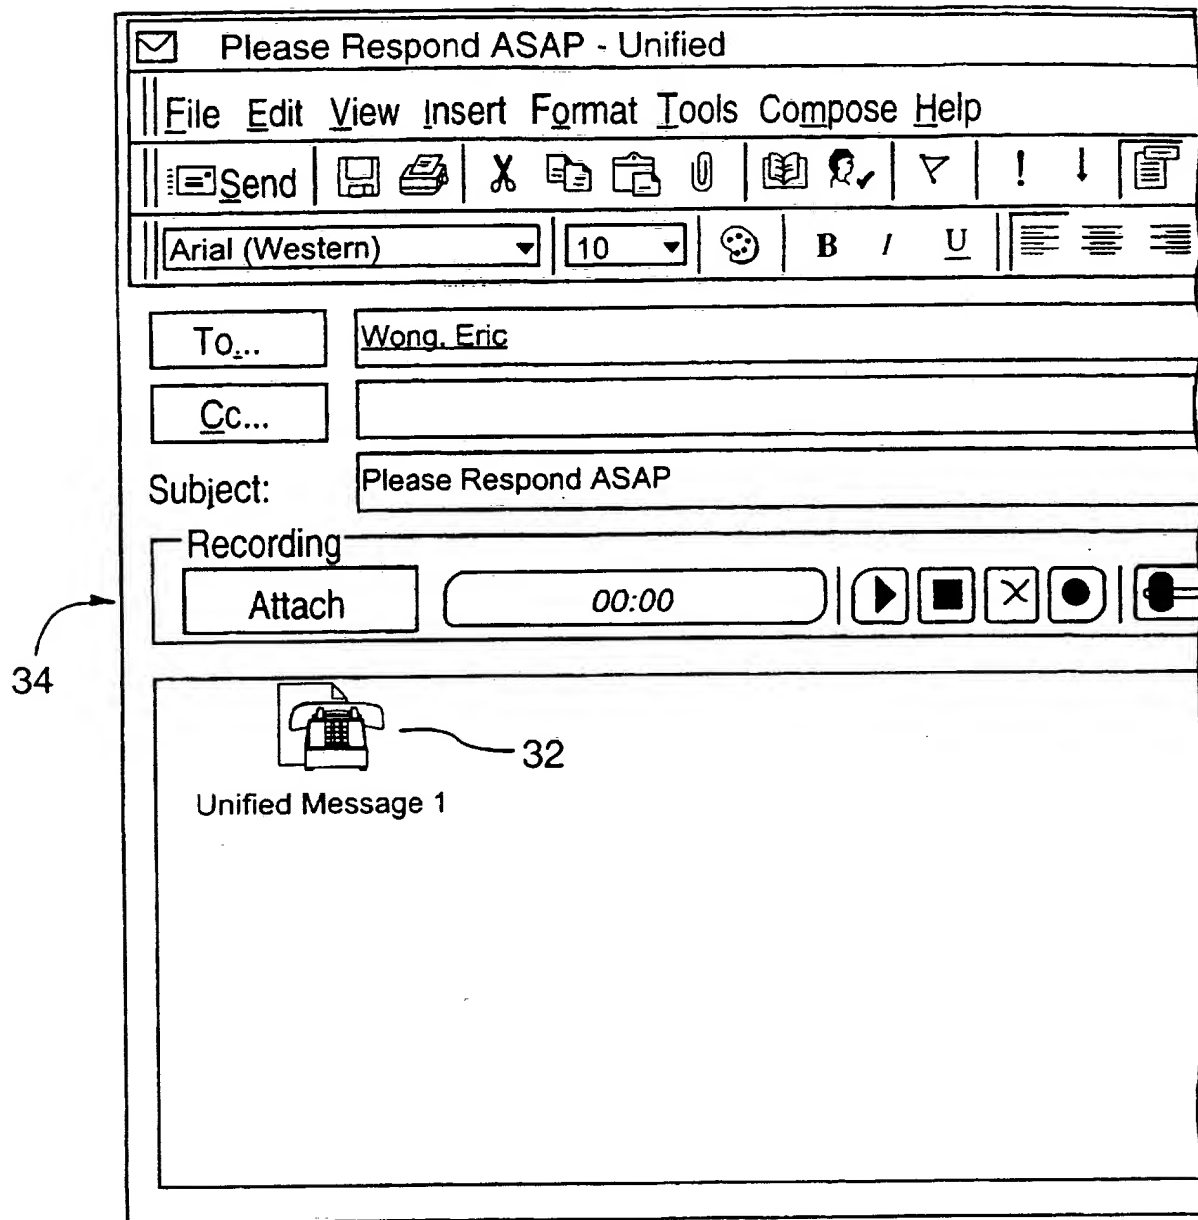 Please Respond ASAP - Unified
File Edit View Insert Format Tools Compose Help
Send ! 
Arial (Western) 10 B I U
To... Wong, Eric
Cc...
Subject: Please Respond ASAP
Recording
Attach 00:00
34
32
Unified Message 1